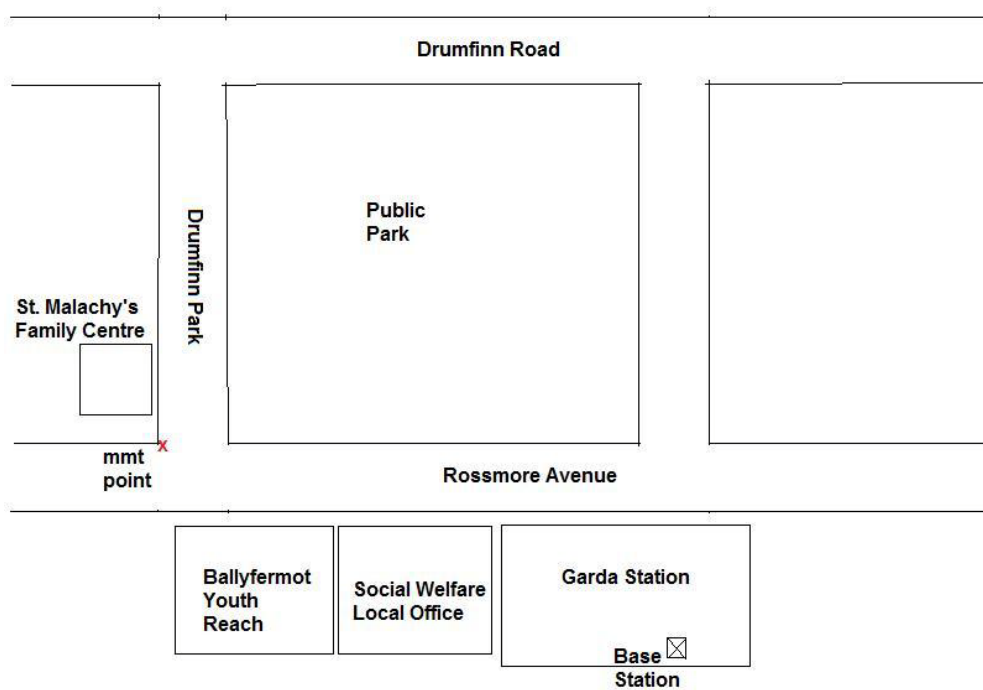 Drumfinn Road
Public
Park
Drumfinn Park
St. Malachy's
Family Centre
mmt
point
x
Rossmore Avenue
Ballyfermot
Youth
Reach
Social Welfare
Local Office
Garda Station
Base
Station